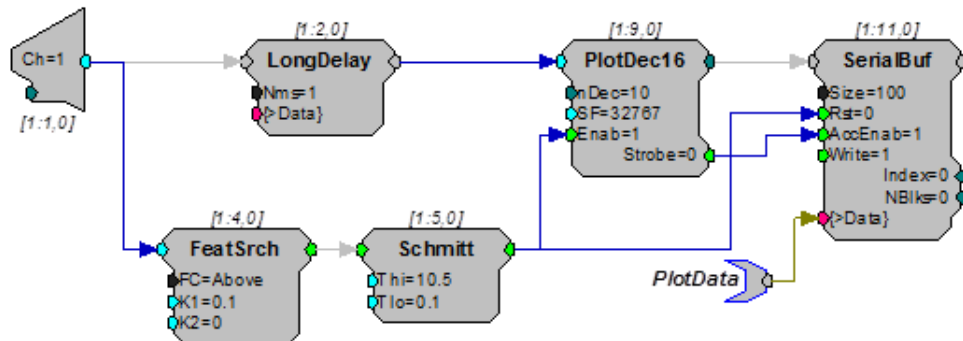 [1:2,0]
[1:9,0]
[1:11,0]
Ch=1
[1:1,0]
LongDelay
Nms=1
{>Data}
PlotDec16
nDec=10
SF=32767
Enab=1
Strobe=0
SerialBuf
Size=100
Rst=0
AccEnab=1
Write=1
Index=0
NBlks=0
{>Data}
[1:4,0]
FeatSrch
FC=Above
K1=0.1
K2=0
[1:5,0]
Schmitt
Thi=10.5
Tlo=0.1
PlotData